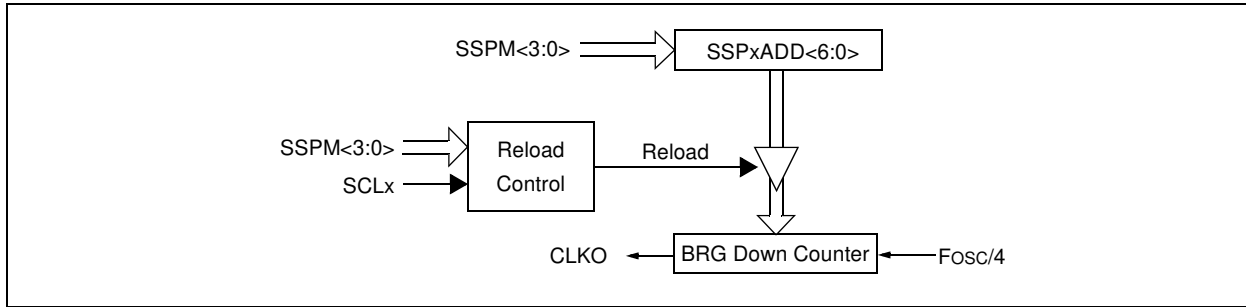 SSPM<3:0>
SSPxADD<6:0>
SSPM<3:0>
SCLx
Reload
Control
Reload
CLKO
BRG Down Counter
FOSC/4